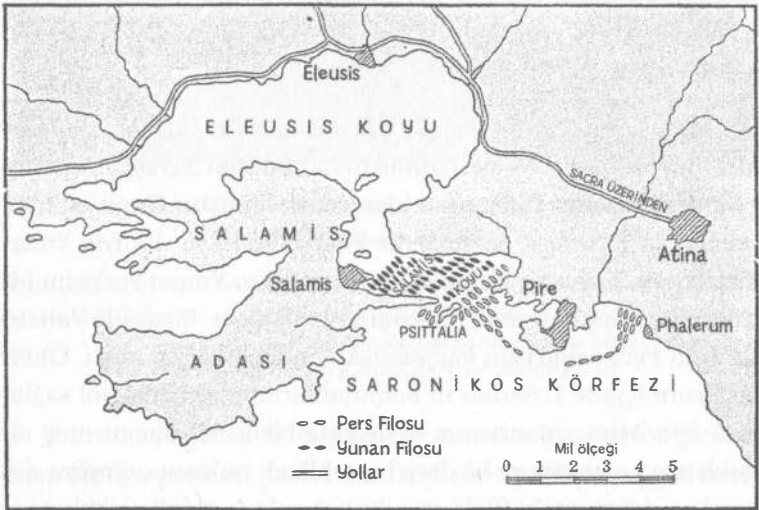 Eleusis
ELEUSİS KOYU
SACRA ÜZERİNDEN
Atina
SALAMİS
Salamis
SALAMİS KOYU
Pire
PSITTALIA
Phalerum
ADASI
SARONİKOS KÖRFEZİ
Pers Filosu
Yunan Filosu
Yollar
Mil ölçeği
0 1 2 3 4 5